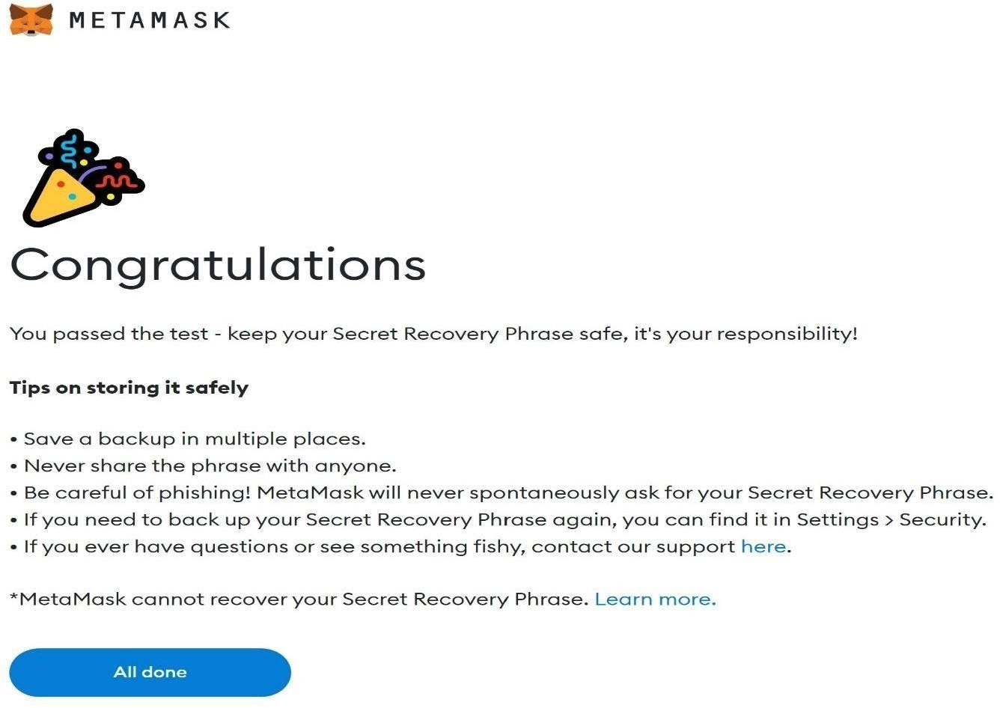 METAMASK
Congratulations
You passed the test - keep your Secret Recovery Phrase safe, it's your responsibility!
Tips on storing it safely
• Save a backup in multiple places.
• Never share the phrase with anyone.
• Be careful of phishing! MetaMask will never spontaneously ask for your Secret Recovery Phrase.
• If you need to back up your Secret Recovery Phrase again, you can find it in Settings > Security.
• If you ever have questions or see something fishy, contact our support here.
*MetaMask cannot recover your Secret Recovery Phrase. Learn more.
All done